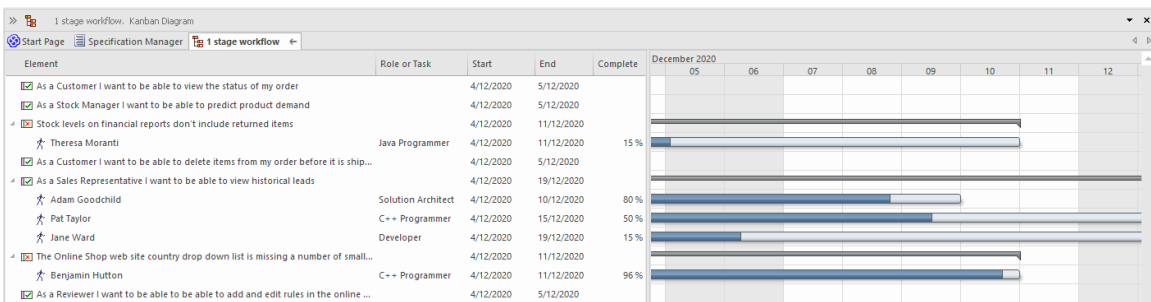 1 stage workflow. Kanban Diagram
Start Page Specification Manager 1 stage workflow
Element Role or Task Start End Complete December 2020
05 06 07 08 09 10 11 12
As a Customer I want to be able to view the status of my order 4/12/2020 5/12/2020
As a Stock Manager I want to be able to predict product demand 4/12/2020 5/12/2020
Stock levels on financial reports don't include returned items 4/12/2020 11/12/2020
Theresa Moranti Java Programmer 4/12/2020 11/12/2020 15 %
As a Customer I want to be able to delete items from my order before it is ship... 4/12/2020 5/12/2020
As a Sales Representative I want to be able to view historical leads 4/12/2020 19/12/2020
Adam Goodchild Solution Architect 4/12/2020 10/12/2020 80 %
Pat Taylor C++ Programmer 4/12/2020 15/12/2020 50 %
Jane Ward Developer 4/12/2020 19/12/2020 15 %
The Online Shop web site country drop down list is missing a number of small... 4/12/2020 11/12/2020
Benjamin Hutton C++ Programmer 4/12/2020 11/12/2020 96 %
As a Reviewer I want to be able to be able to add and edit rules in the online ... 4/12/2020 5/12/2020